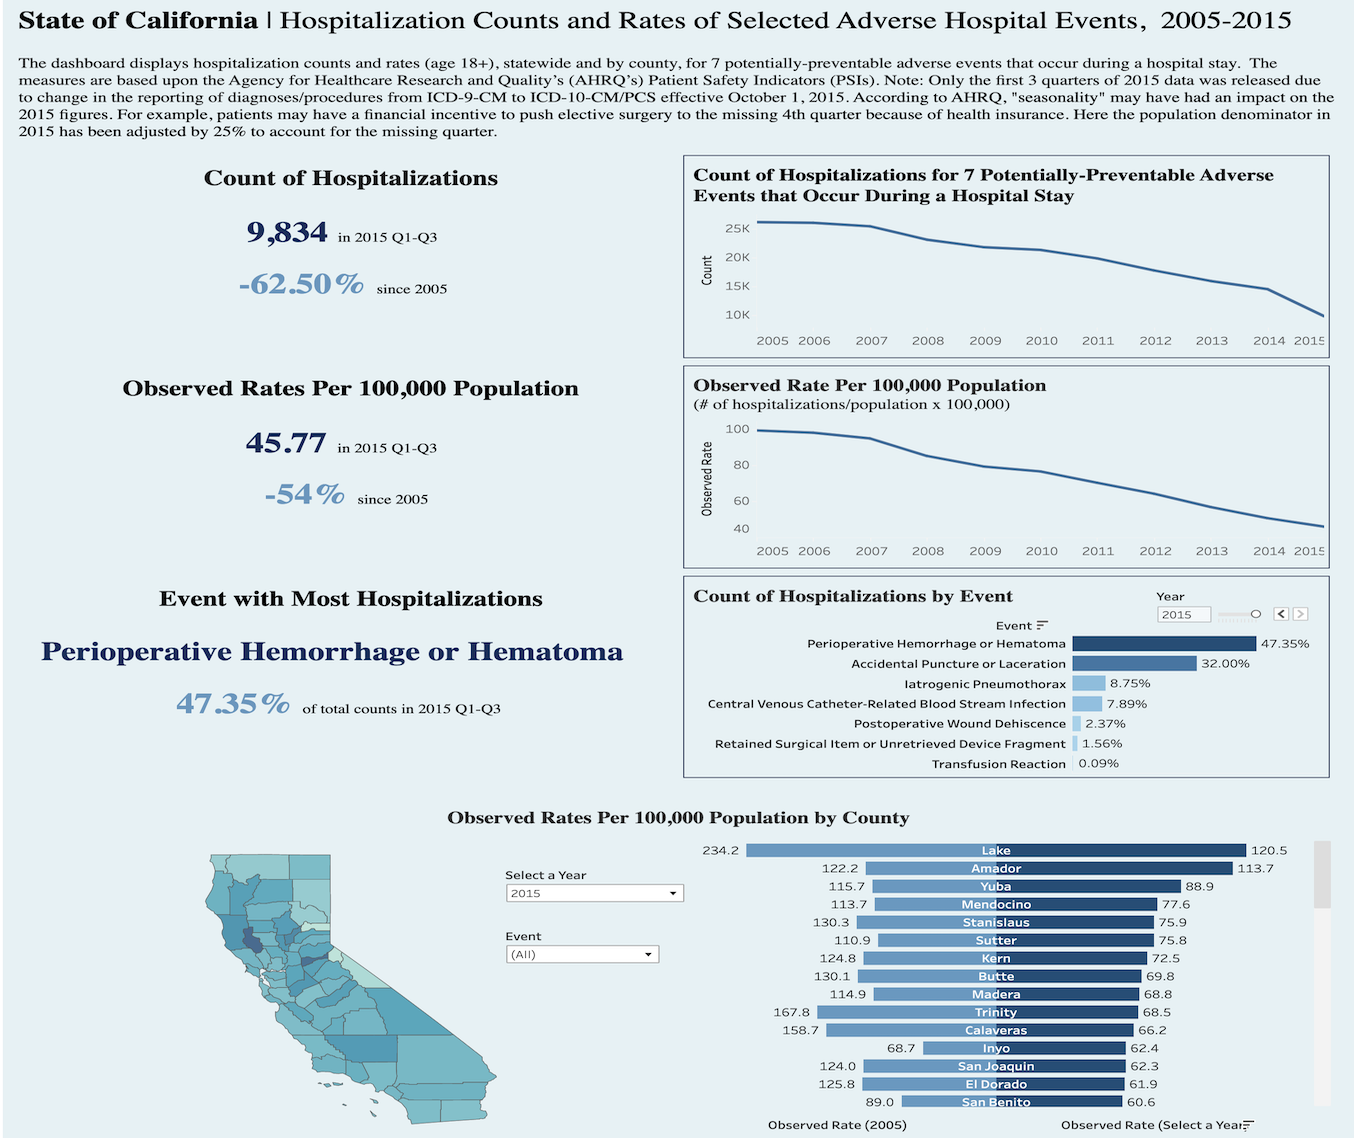 State of California | Hospitalization Counts and Rates of Selected Adverse Hospital Events, 2005-2015
The dashboard displays hospitalization counts and rates (age 18+), statewide and by county, for 7 potentially-preventable adverse events that occur during a hospital stay. The
measures are based upon the Agency for Healthcare Research and Quality's (AHRQ's) Patient Safety Indicators (PSIs). Note: Only the first 3 quarters of 2015 data was released due
to change in the reporting of diagnoses/procedures from ICD-9-CM to ICD-10-CM/PCS effective October 1, 2015. According to AHRQ, "seasonality" may have had an impact on the
2015 figures. For example, patients may have a financial incentive to push elective surgery to the missing 4th quarter because of health insurance. Here the population denominator in
2015 has been adjusted by 25% to account for the missing quarter.
Count of Hospitalizations
9,834 in 2015 Q1-Q3
-62.50% since 2005
Count of Hospitalizations for 7 Potentially-Preventable Adverse
Events that Occur During a Hospital Stay
Count
25K
20K
15K
10K
2005 2006 2007 2008 2009 2010 2011 2012 2013 2014 2015
Observed Rates Per 100,000 Population
45.77 in 2015 Q1-Q3
-54% since 2005
Observed Rate Per 100,000 Population
(# of hospitalizations/population x 100,000)
Observed Rate
100
80
60
40
2005 2006 2007 2008 2009 2010 2011 2012 2013 2014 2015
Event with Most Hospitalizations
Perioperative Hemorrhage or Hematoma
47.35% of total counts in 2015 Q1-Q3
Count of Hospitalizations by Event
Year
2015
Event
Perioperative Hemorrhage or Hematoma 47.35%
Accidental Puncture or Laceration 32.00%
Iatrogenic Pneumothorax 8.75%
Central Venous Catheter-Related Blood Stream Infection 7.89%
Postoperative Wound Dehiscence 2.37%
Retained Surgical Item or Unretrieved Device Fragment 1.56%
Transfusion Reaction 0.09%
Observed Rates Per 100,000 Population by County
Select a Year
2015
Event
(All)
234.2 Lake 120.5
122.2 Amador 113.7
115.7 Yuba 88.9
113.7 Mendocino 77.6
130.3 Stanislaus 75.9
110.9 Sutter 75.8
124.8 Kern 72.5
130.1 Butte 69.8
114.9 Madera 68.8
167.8 Trinity 68.5
158.7 Calaveras 66.2
68.7 Inyo 62.4
124.0 San Joaquin 62.3
125.8 El Dorado 61.9
89.0 San Benito 60.6
Observed Rate (2005) Observed Rate (Select a Year